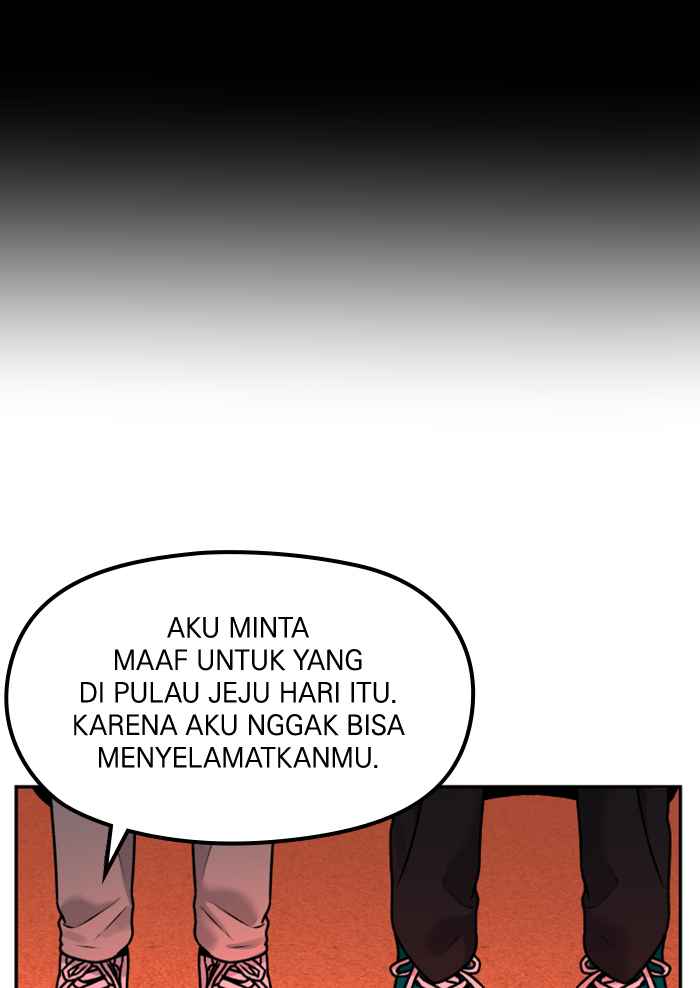 AKU MINTA
MAAF UNTUK YANG
DI PULAU JEJU HARI ITU.
KARENA AKU NGGAK BISA
MENYELAMATKANMU.